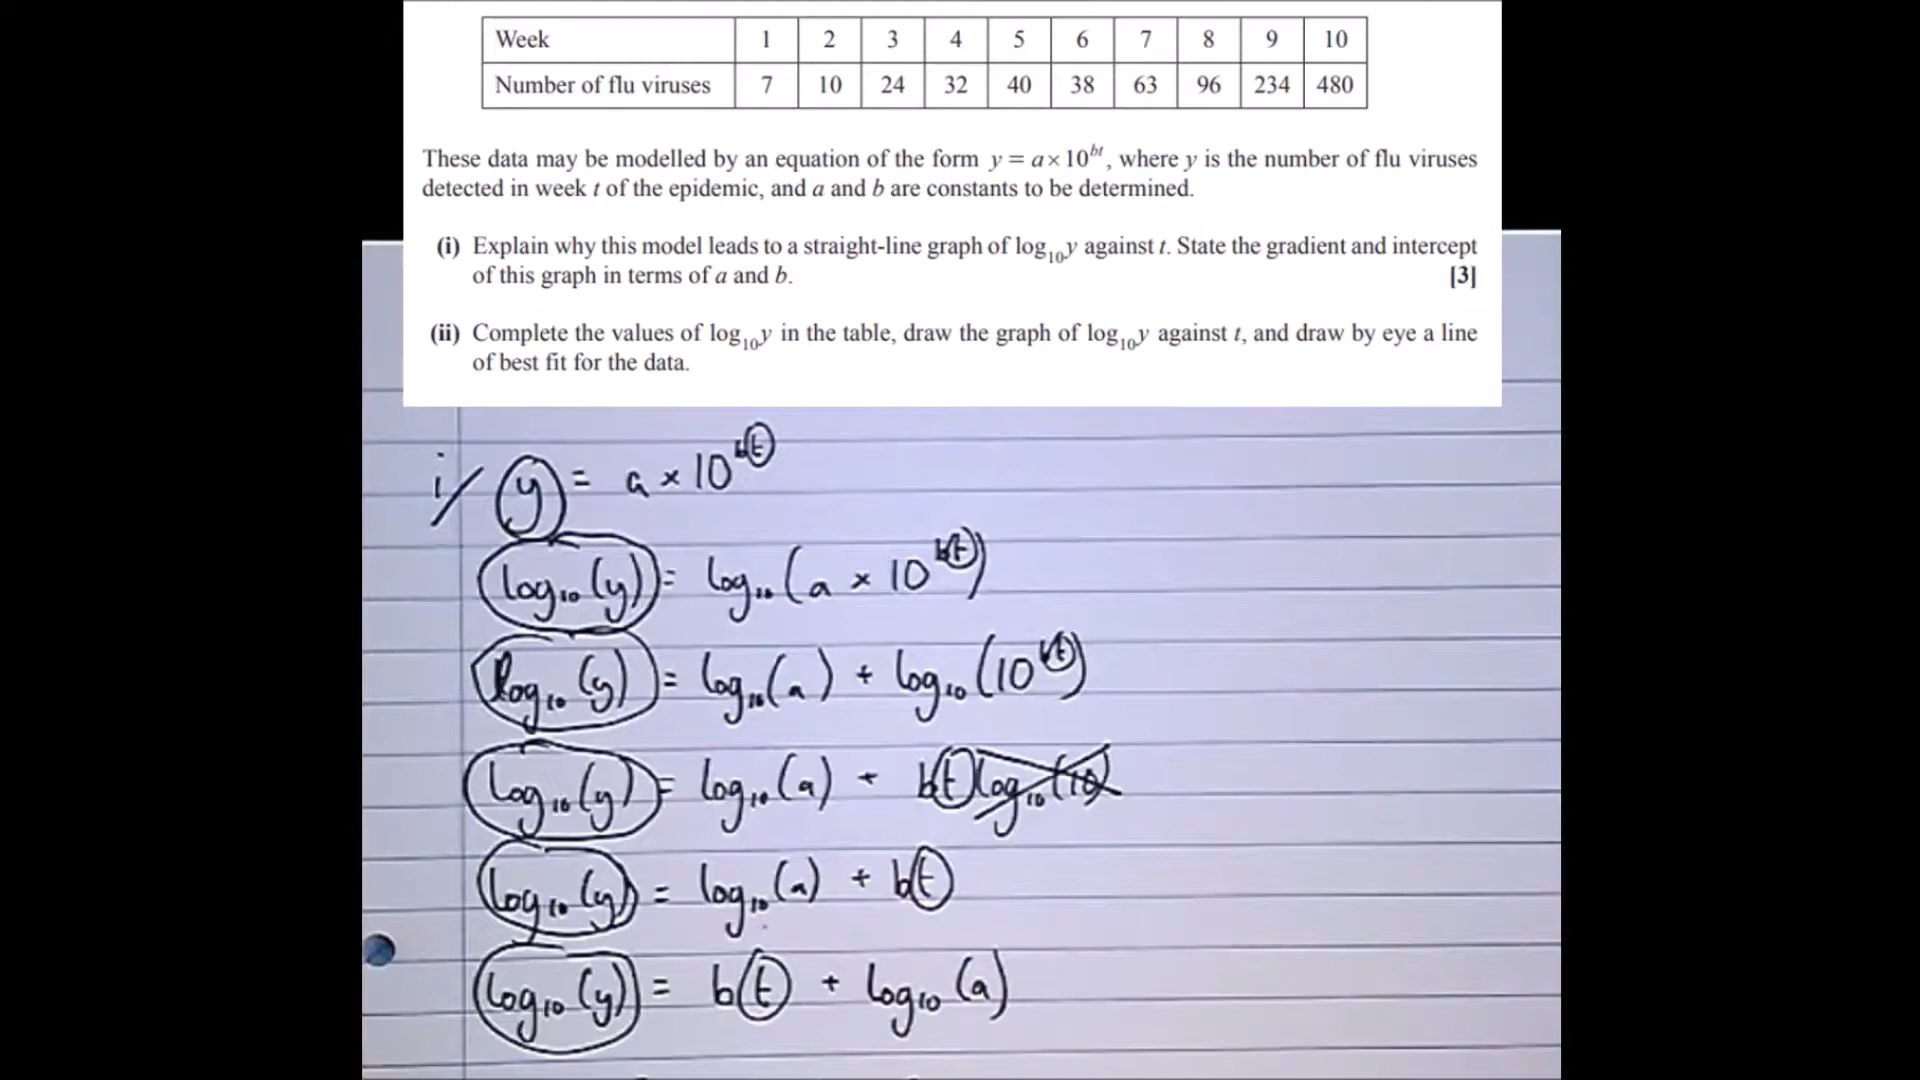 Week 1 2 3 4 5 6 7 8 9 10
Number of flu viruses 7 10 24 32 40 38 63 96 234 480
These data may be modelled by an equation of the form y = a × 10^{bt}, where y is the number of flu viruses
detected in week t of the epidemic, and a and b are constants to be determined.
(i) Explain why this model leads to a straight-line graph of log₁₀y against t. State the gradient and intercept
of this graph in terms of a and b. [3]
(ii) Complete the values of log₁₀y in the table, draw the graph of log₁₀y against t, and draw by eye a line
of best fit for the data.
i/ y = a × 10^{bt}
log₁₀(y) = log₁₀(a × 10^{bt})
log₁₀(y) = log₁₀(a) + log₁₀(10^{bt})
log₁₀(y) = log₁₀(a) + bt log₁₀(10)
log₁₀(y) = log₁₀(a) + bt
log₁₀(y) = bt + log₁₀(a)